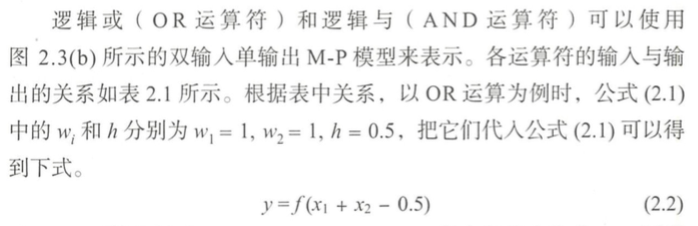 逻辑或（OR 运算符）和逻辑与（AND 运算符）可以使用
图 2.3(b) 所示的双输入单输出 M-P 模型来表示。各运算符的输入与输
出的关系如表 2.1 所示。根据表中关系，以 OR 运算为例时，公式 (2.1)
中的 wᵢ 和 h 分别为 w₁ = 1, w₂ = 1, h = 0.5，把它们代入公式 (2.1) 可以得
到下式。
y = f(x₁ + x₂ − 0.5) (2.2)